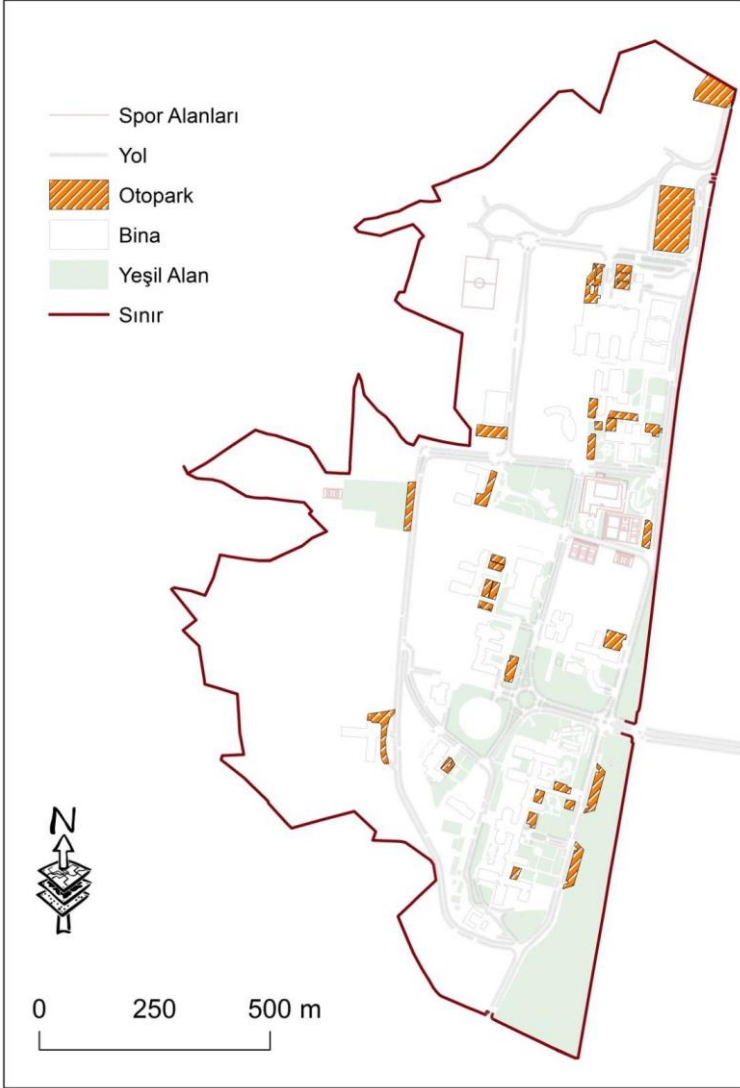 Spor Alanları
Yol
Otopark
Bina
Yeşil Alan
Sınır
N
0 250 500 m